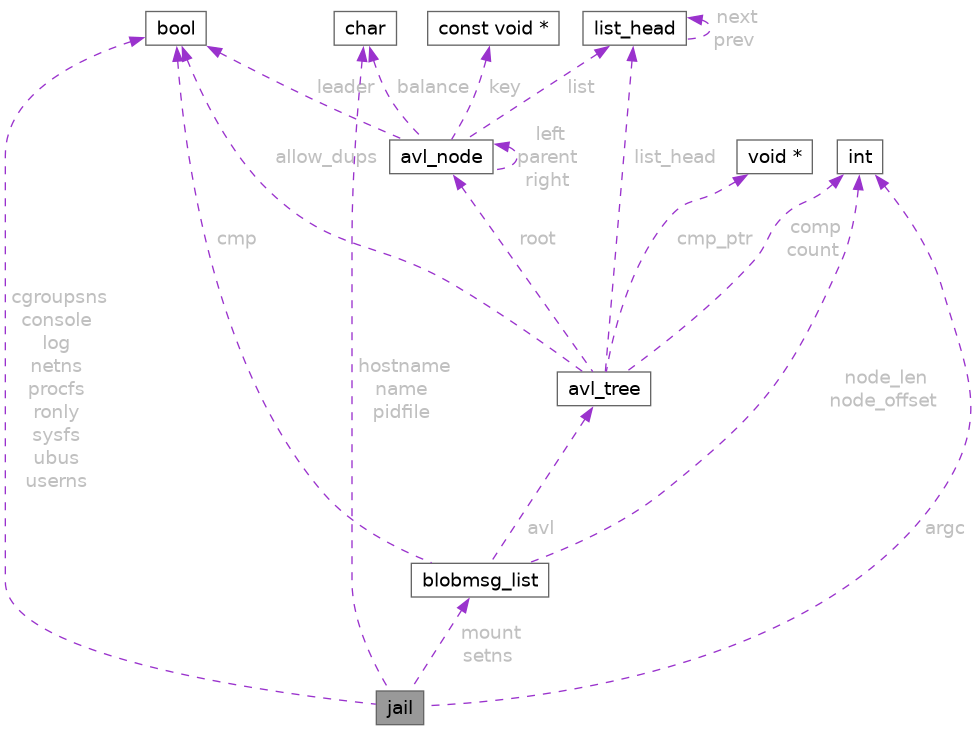 bool
char
const void *
list_head
next
prev
leader
balance
key
list
allow_dups
avl_node
left
parent
right
list_head
void *
int
cmp
root
cmp_ptr
comp
count
cgroupsns
console
log
netns
procfs
ronly
sysfs
ubus
userns
hostname
name
pidfile
avl_tree
node_len
node_offset
avl
argc
blobmsg_list
mount
setns
jail